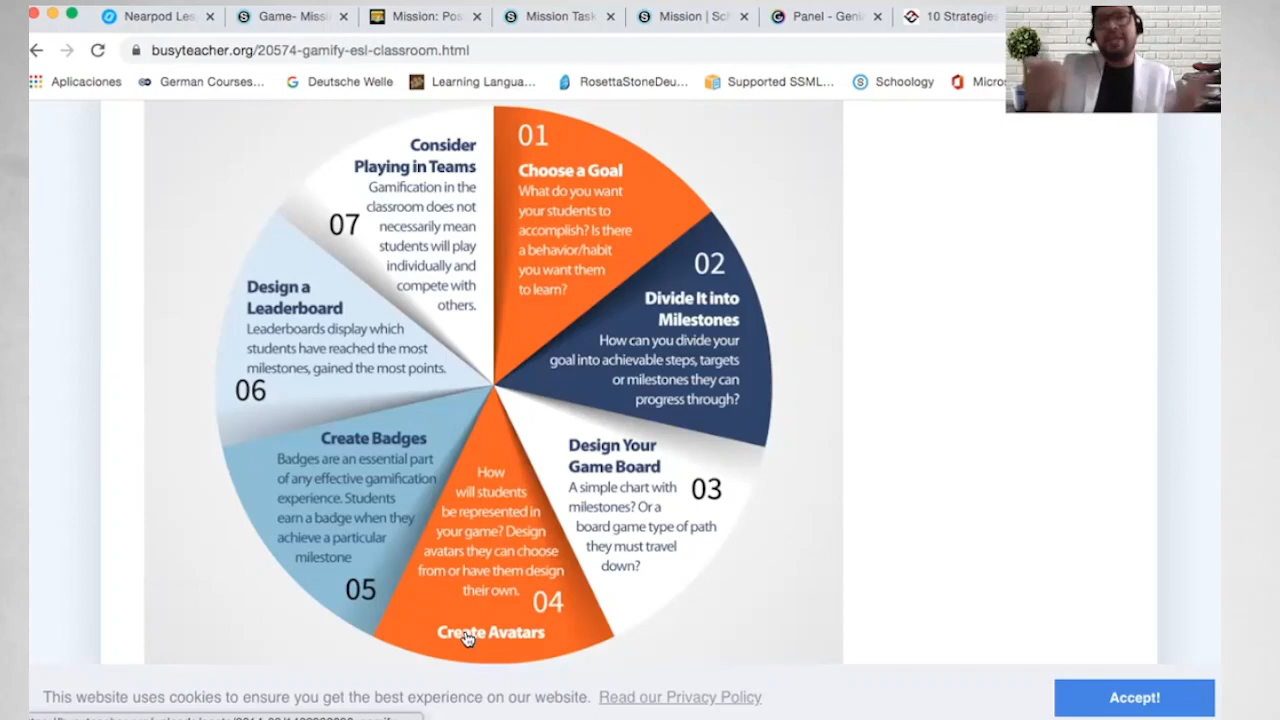 Nearpod Les
Game- Missi
Mission: Pos
Mission Task
Mission | Sch
Panel - Geni
10 Strategies
busyteacher.org/20574-gamify-esl-classroom.html
Aplicaciones
German Courses...
Deutsche Welle
Learning Langua...
RosettaStoneDeu...
Supported SSML...
Schoology
Micros
01
Choose a Goal
What do you want
your students to
accomplish? Is there
a behavior/habit
you want them
to learn?
02
Divide It into
Milestones
How can you divide your
goal into achievable steps, targets
or milestones they can
progress through?
Design Your
Game Board
03
A simple chart with
milestones? Or a
board game type of path
they must travel
down?
How
will students
be represented in
your game? Design
avatars they can choose
from or have them design
their own.
04
Create Avatars
Create Badges
Badges are an essential part
of any effective gamification
experience. Students
earn a badge when they
achieve a particular
milestone
05
Design a
Leaderboard
Leaderboards display which
students have reached the most
milestones, gained the most points.
06
Consider
Playing in Teams
Gamification in the
classroom does not
necessarily mean
students will play
individually and
compete with
others.
07
This website uses cookies to ensure you get the best experience on our website. Read our Privacy Policy
Accept!